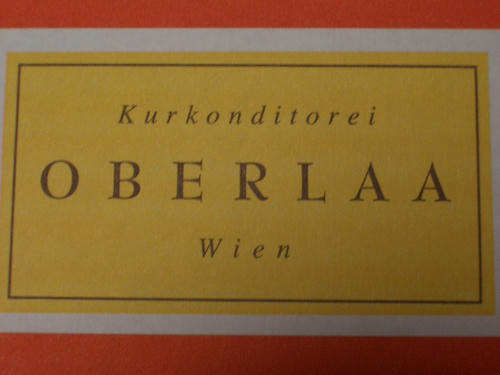 Kurkonditorei
OBERLAA
Wien